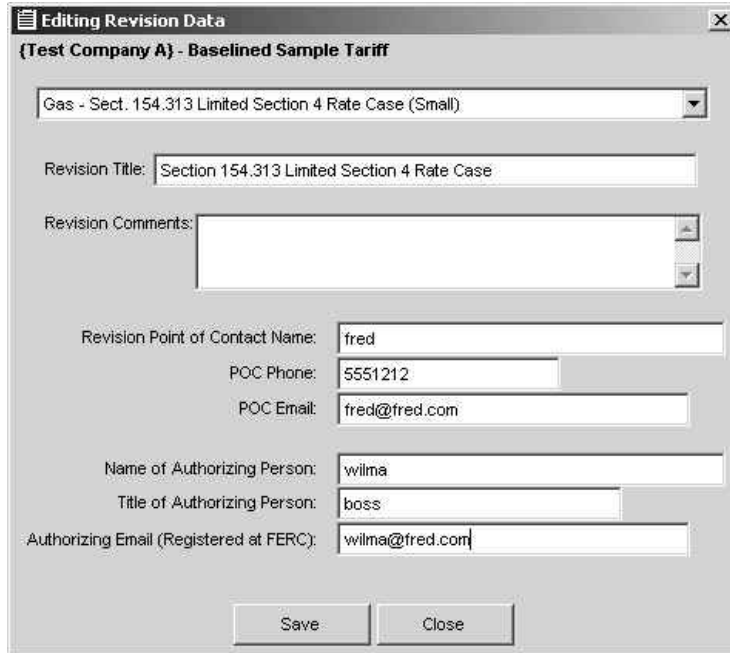 Editing Revision Data
{Test Company A} - Baselined Sample Tariff
Gas - Sect. 154.313 Limited Section 4 Rate Case (Small)
Revision Title: Section 154.313 Limited Section 4 Rate Case
Revision Comments:
Revision Point of Contact Name: fred
POC Phone: 5551212
POC Email: fred@fred.com
Name of Authorizing Person: wilma
Title of Authorizing Person: boss
Authorizing Email (Registered at FERC): wilma@fred.com
Save Close